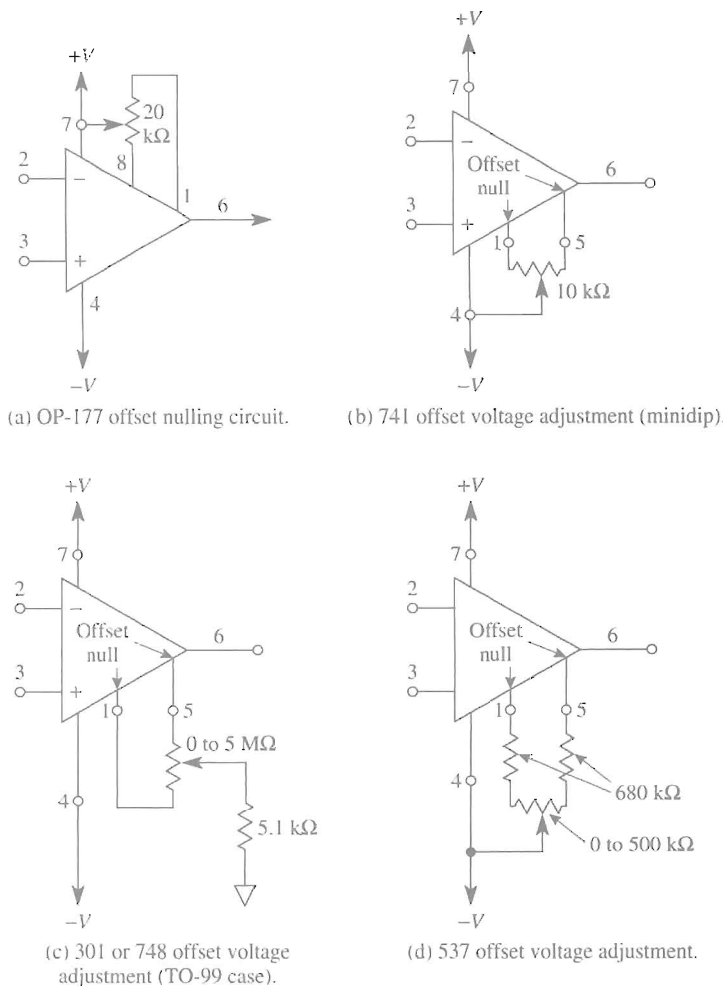 +V
20
kΩ
7
8
2
−
1
6
3
+
4
−V
(a) OP-177 offset nulling circuit.
+V
7
2
−
Offset
null
6
3
+
1
5
10 kΩ
4
−V
(b) 741 offset voltage adjustment (minidip).
+V
7
2
−
Offset
null
6
3
+
1
5
0 to 5 MΩ
4
5.1 kΩ
−V
(c) 301 or 748 offset voltage
adjustment (TO-99 case).
+V
7
2
−
Offset
null
6
3
+
1
5
4
680 kΩ
0 to 500 kΩ
−V
(d) 537 offset voltage adjustment.